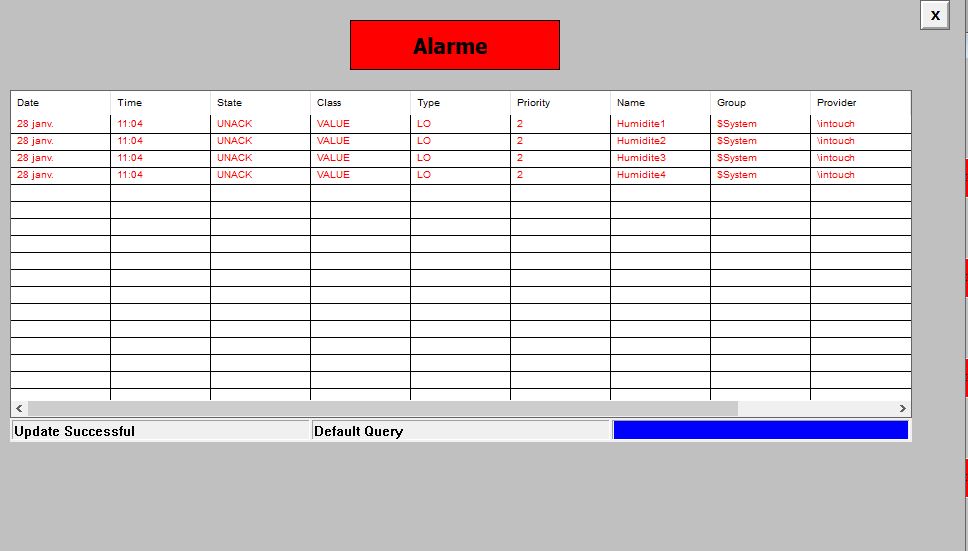 x
Alarme
Date Time State Class Type Priority Name Group Provider
28 janv. 11:04 UNACK VALUE LO 2 Humidite1 $System \intouch
28 janv. 11:04 UNACK VALUE LO 2 Humidite2 $System \intouch
28 janv. 11:04 UNACK VALUE LO 2 Humidite3 $System \intouch
28 janv. 11:04 UNACK VALUE LO 2 Humidite4 $System \intouch
Update Successful Default Query